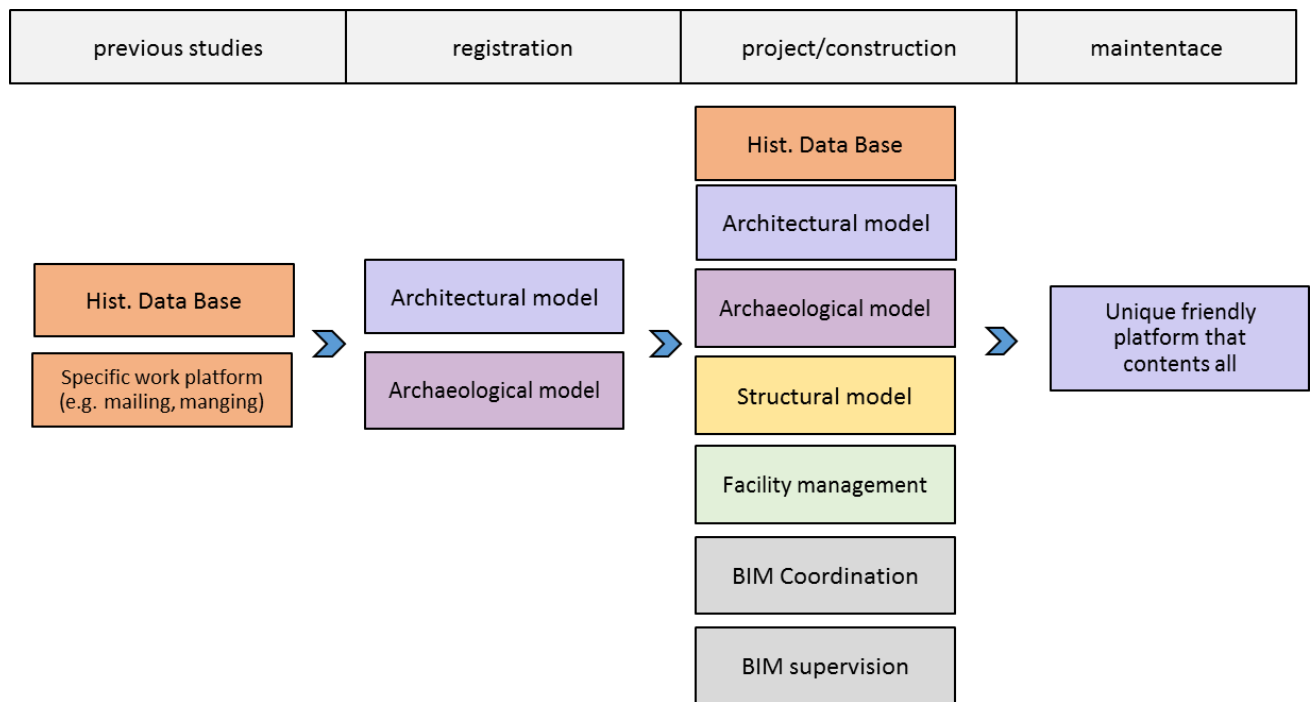 previous studies
registration
project/construction
maintentace
Hist. Data Base
Specific work platform
(e.g. mailing, manging)
Architectural model
Archaeological model
Hist. Data Base
Architectural model
Archaeological model
Structural model
Facility management
BIM Coordination
BIM supervision
Unique friendly
platform that
contents all